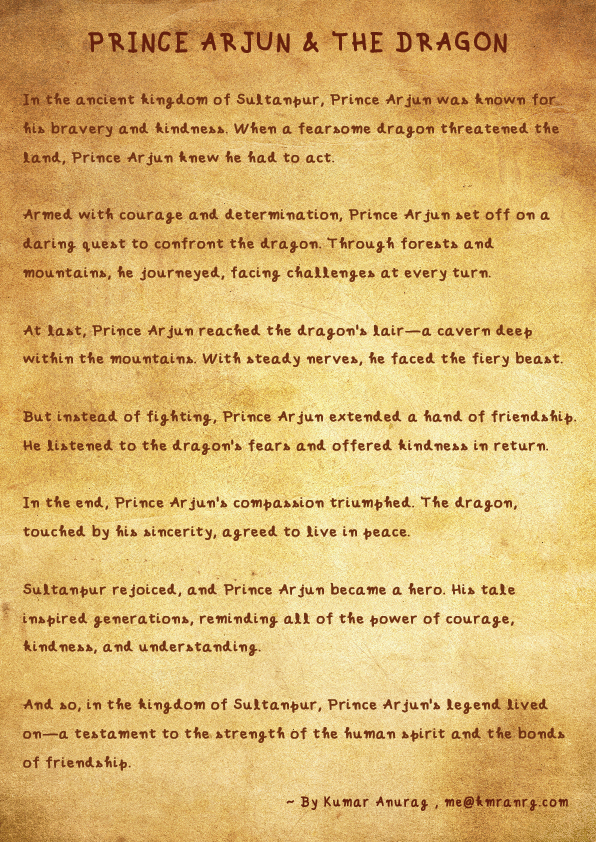 PRINCE ARJUN & THE DRAGON
In the ancient kingdom of Sultanpur, Prince Arjun was known for
his bravery and kindness. When a fearsome dragon threatened the
land, Prince Arjun knew he had to act.
Armed with courage and determination, Prince Arjun set off on a
daring quest to confront the dragon. Through forests and
mountains, he journeyed, facing challenges at every turn.
At last, Prince Arjun reached the dragon's lair—a cavern deep
within the mountains. With steady nerves, he faced the fiery beast.
But instead of fighting, Prince Arjun extended a hand of friendship.
He listened to the dragon's fears and offered kindness in return.
In the end, Prince Arjun's compassion triumphed. The dragon,
touched by his sincerity, agreed to live in peace.
Sultanpur rejoiced, and Prince Arjun became a hero. His tale
inspired generations, reminding all of the power of courage,
kindness, and understanding.
And so, in the kingdom of Sultanpur, Prince Arjun's legend lived
on—a testament to the strength of the human spirit and the bonds
of friendship.
~ By Kumar Anurag , me@kmranrg.com